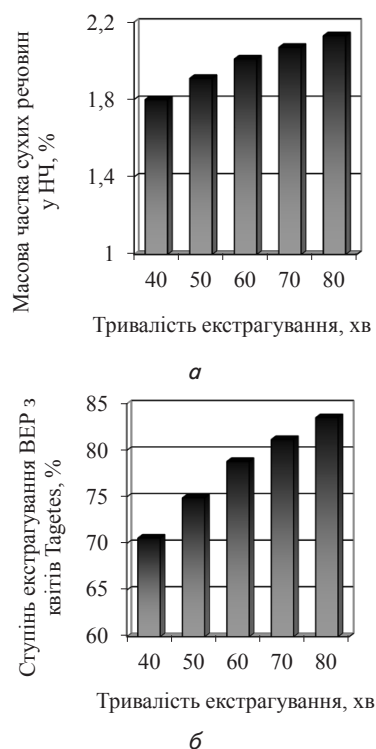 Масова частка сухих речовин
у НЧ, %
2,2
1,8
1,4
1
40 50 60 70 80
Тривалість екстрагування, хв
а
Ступінь екстрагування ВЕР з
квітів Tagetes, %
85
80
75
70
65
60
40 50 60 70 80
Тривалість екстрагування, хв
б